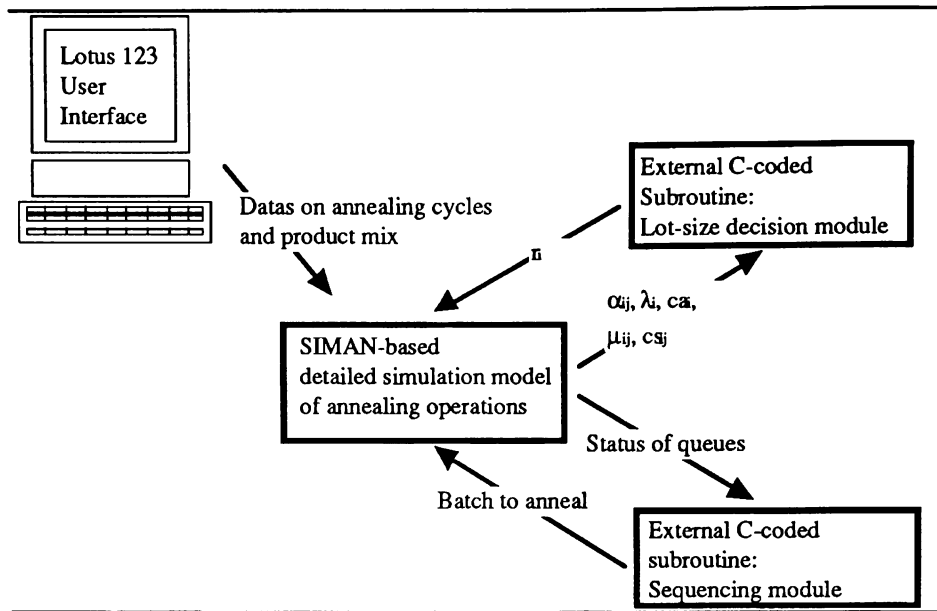 Lotus 123
User
Interface
Datas on annealing cycles
and product mix
External C-coded
Subroutine:
Lot-size decision module
αij, λi, cai,
μij, csij
SIMAN-based
detailed simulation model
of annealing operations
Status of queues
Batch to anneal
External C-coded
subroutine:
Sequencing module